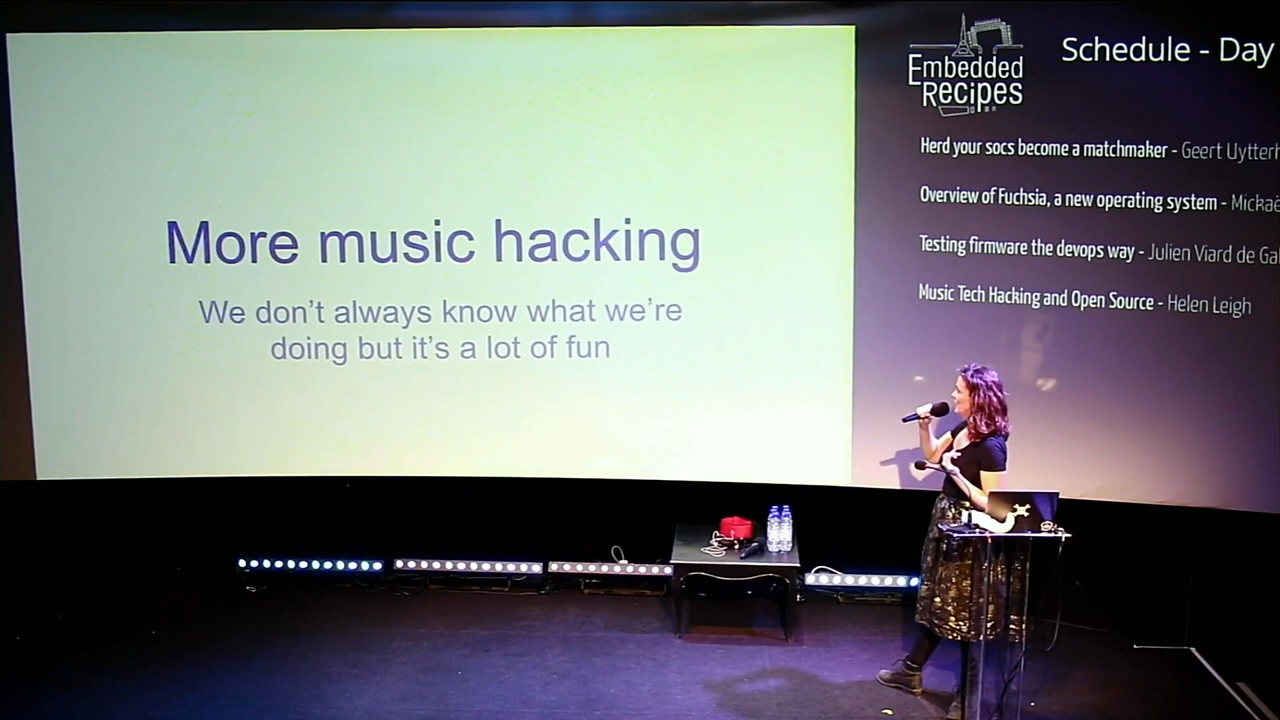 More music hacking
We don't always know what we're
doing but it's a lot of fun
Embedded
Recipes
Schedule - Day
Herd your socs become a matchmaker - Geert
Overview of Fuchsia, a new operating system -
Testing firmware the devops way - Julien Viard de
Music Tech Hacking and Open Source - Helen Leigh